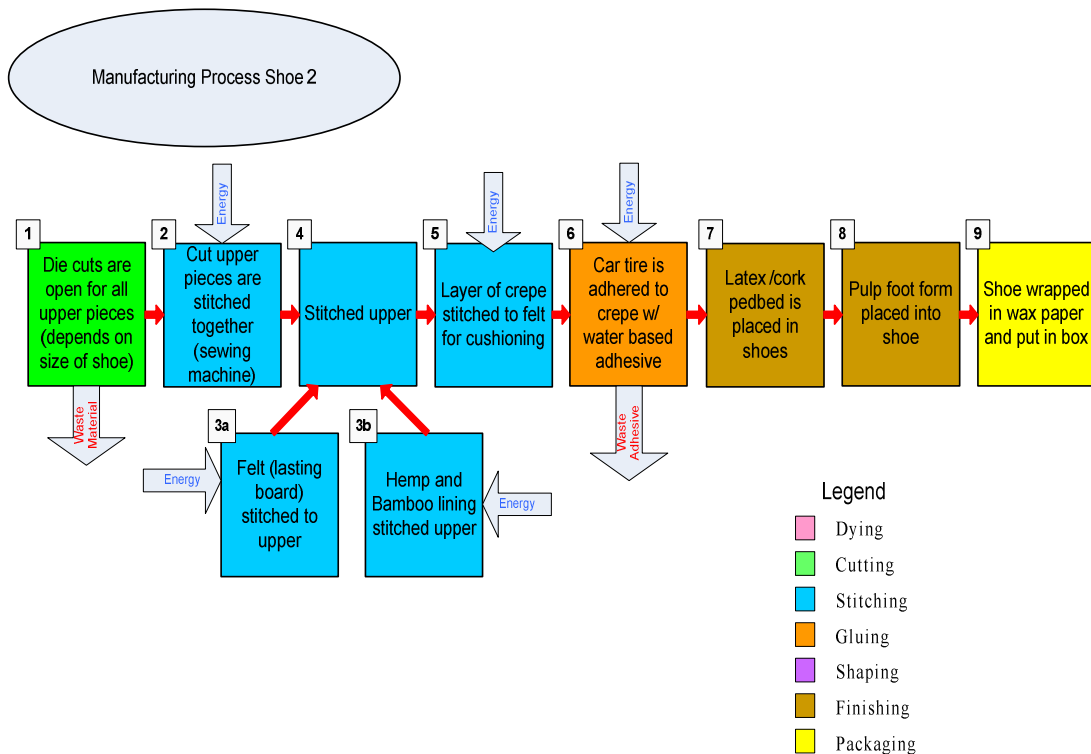 Manufacturing Process Shoe 2
Energy
Energy
Energy
1
Die cuts are
open for all
upper pieces
(depends on
size of shoe)
2
Cut upper
pieces are
stitched
together
(sewing
machine)
4
Stitched upper
5
Layer of crepe
stitched to felt
for cushioning
6
Car tire is
adhered to
crepe w/
water based
adhesive
7
Latex /cork
pedbed is
placed in
shoes
8
Pulp foot form
placed into
shoe
9
Shoe wrapped
in wax paper
and put in box
Waste
Material
Waste
Adhesive
3a
Felt (lasting
board)
stitched to
upper
3b
Hemp and
Bamboo lining
stitched upper
Energy
Energy
Legend
Dying
Cutting
Stitching
Gluing
Shaping
Finishing
Packaging